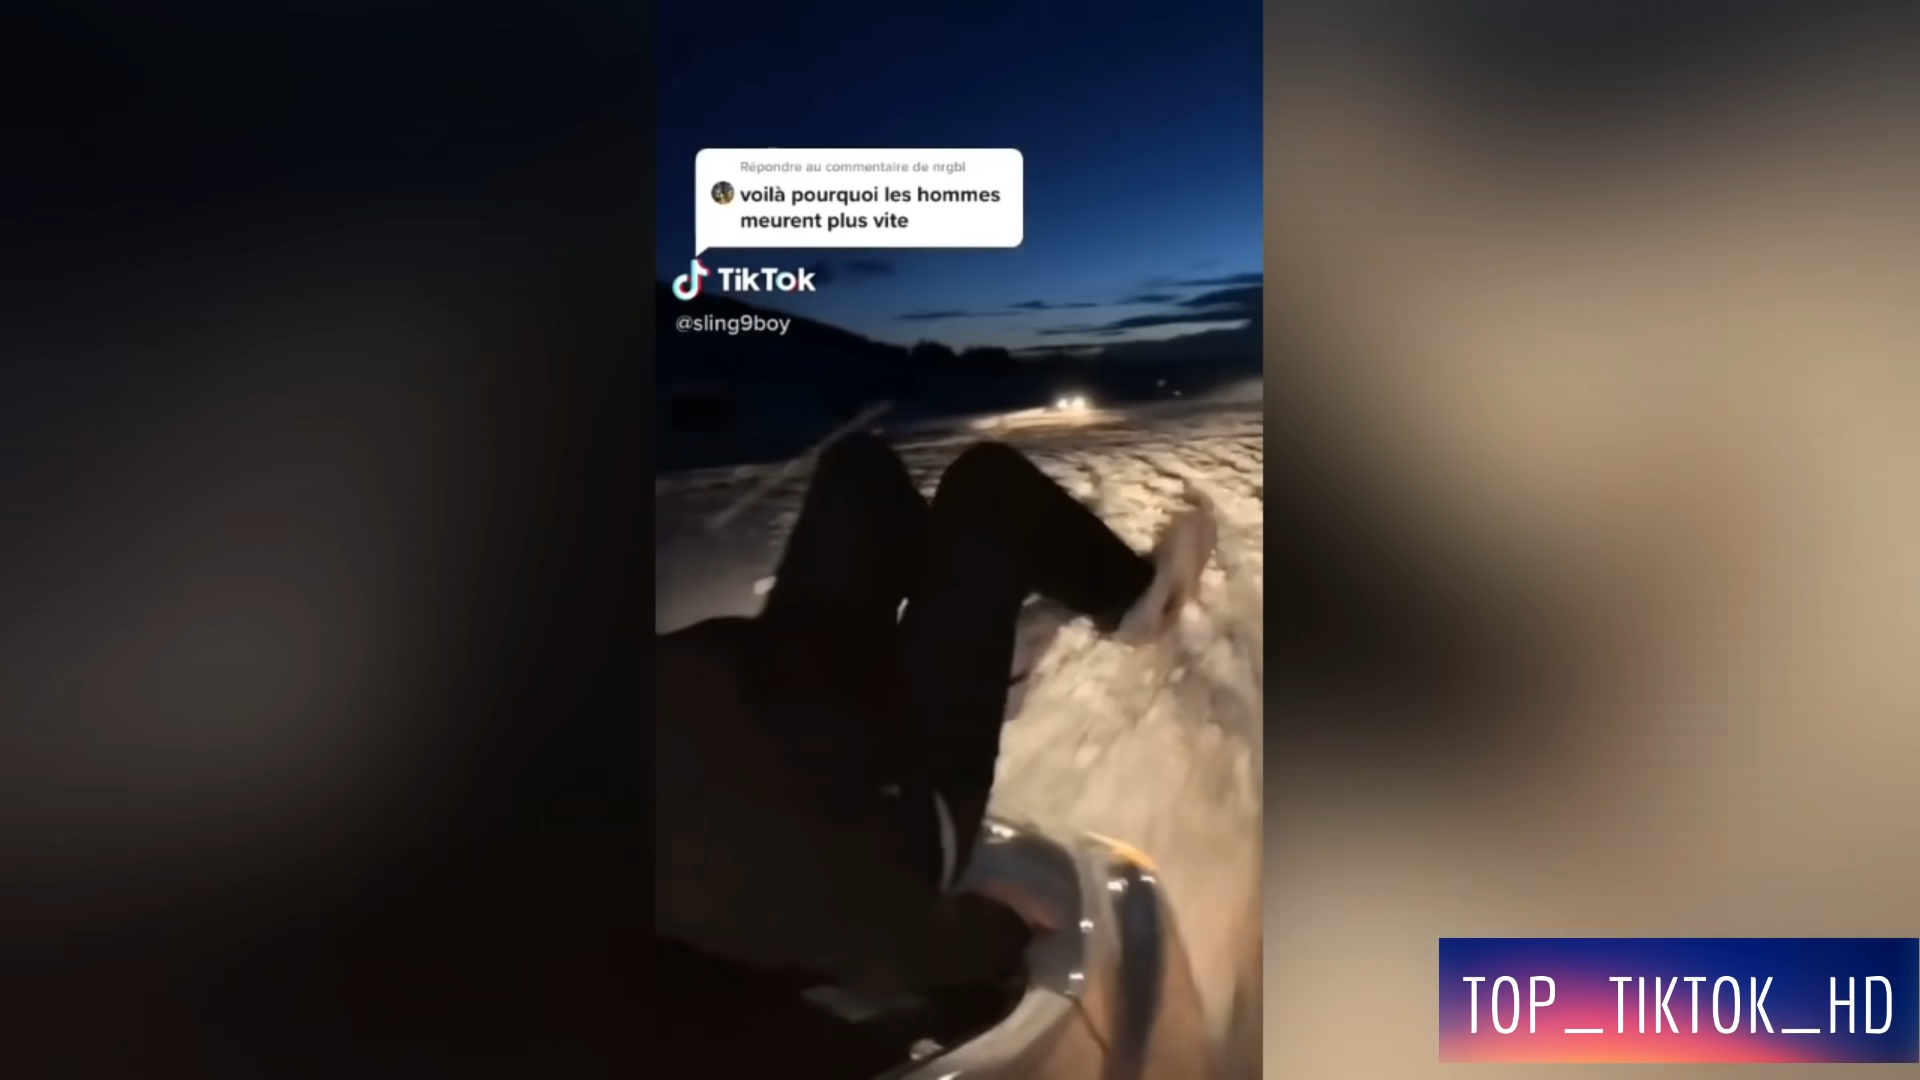 Répondre au commentaire de nrgbl
voilà pourquoi les hommes
meurent plus vite
TikTok
@sling9boy
TOP_TIKTOK_HD